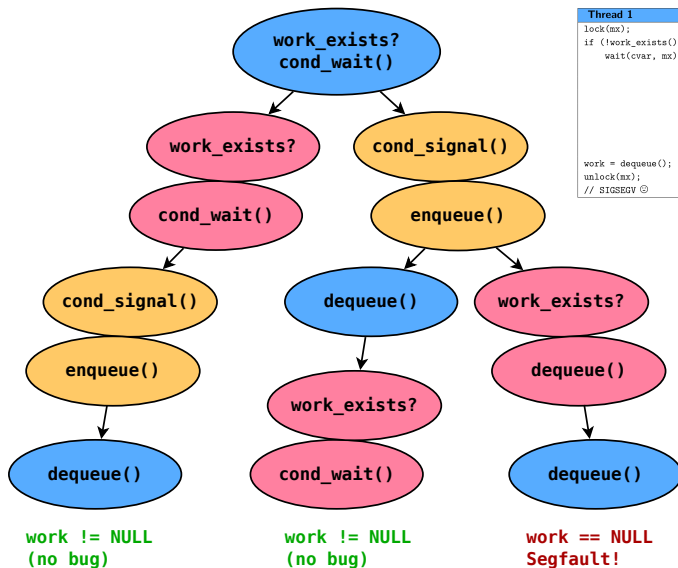 work_exists?
cond_wait()
work_exists?
cond_signal()
cond_wait()
enqueue()
cond_signal()
dequeue()
work_exists?
enqueue()
dequeue()
work_exists?
dequeue()
cond_wait()
dequeue()
work != NULL
(no bug)
work != NULL
(no bug)
work == NULL
Segfault!
Thread 1
lock(mx);
if (!work_exists()
wait(cvar, mx)
work = dequeue();
unlock(mx);
// SIGSEGV ☹